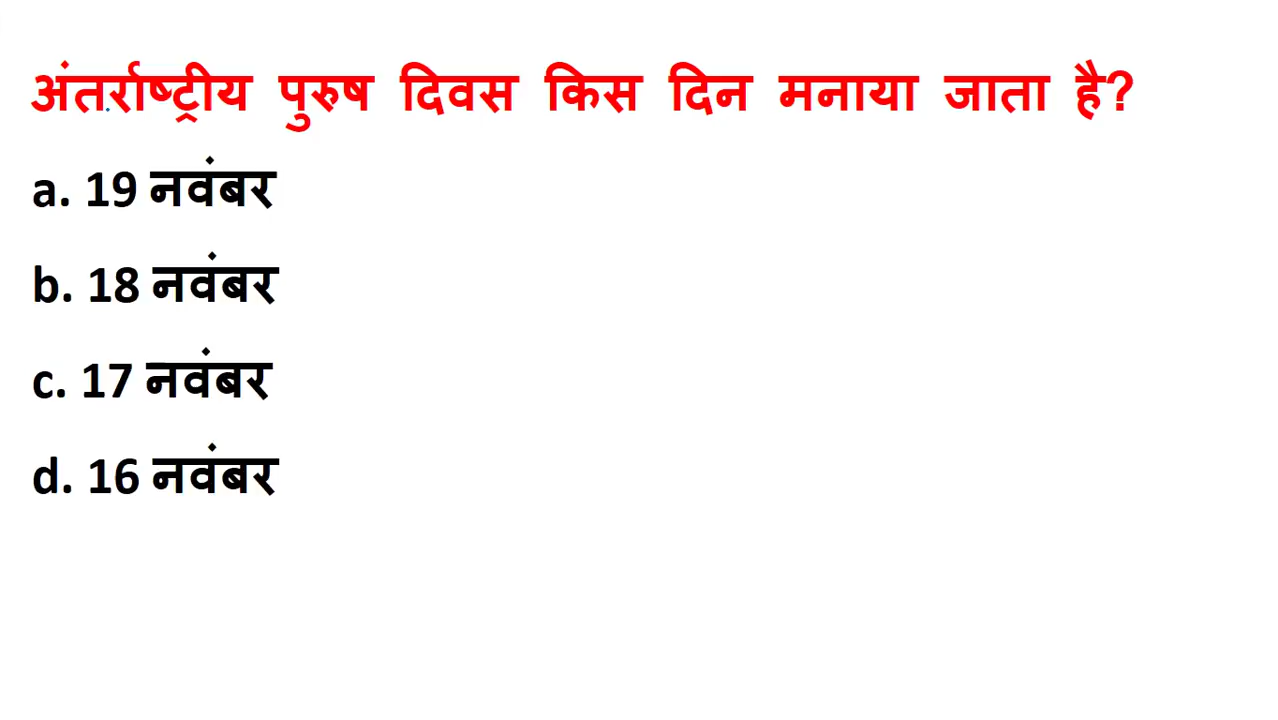 अंतर्राष्ट्रीय पुरुष दिवस किस दिन मनाया जाता है?
a. 19 नवंबर
b. 18 नवंबर
c. 17 नवंबर
d. 16 नवंबर